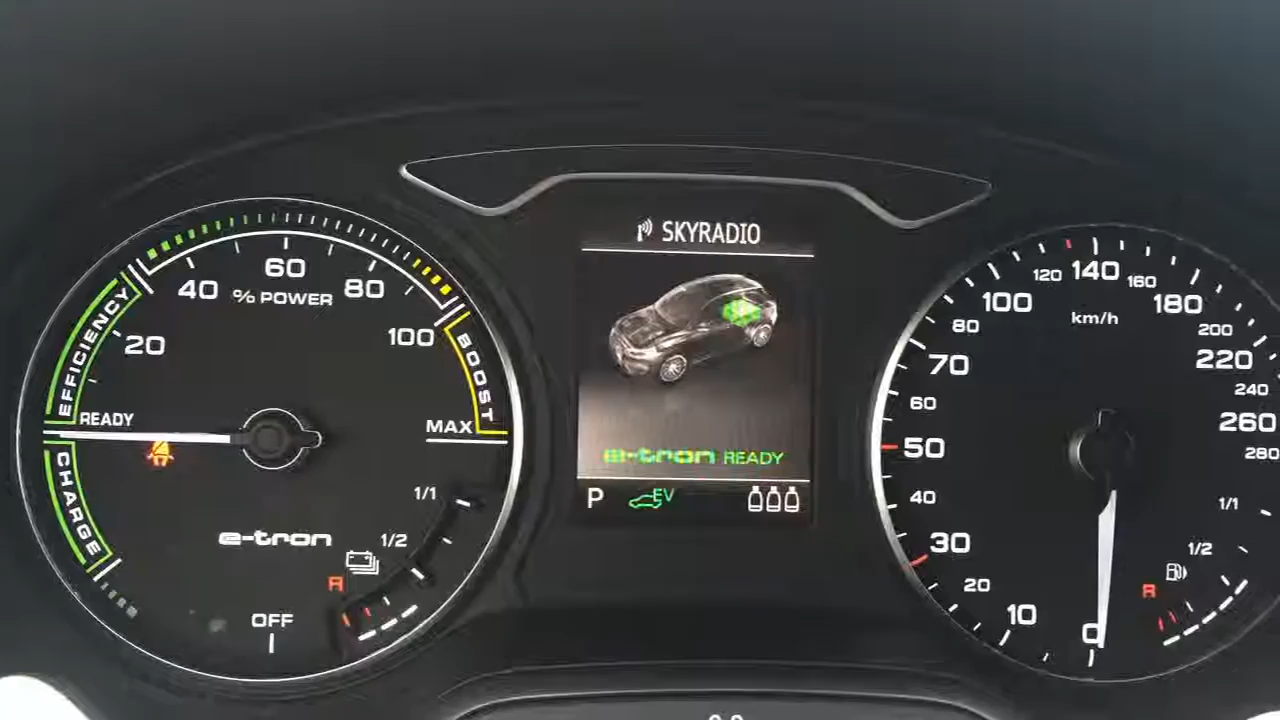 SKYRADIO
e-tron READY
P
EV
40
60
80
% POWER
20
100
EFFICIENCY
BOOST
READY
MAX
CHARGE
1/1
e-tron
1/2
R
OFF
120
140
160
100
180
80
km/h
200
70
220
240
60
260
50
280
40
1/1
30
1/2
20
R
10
0